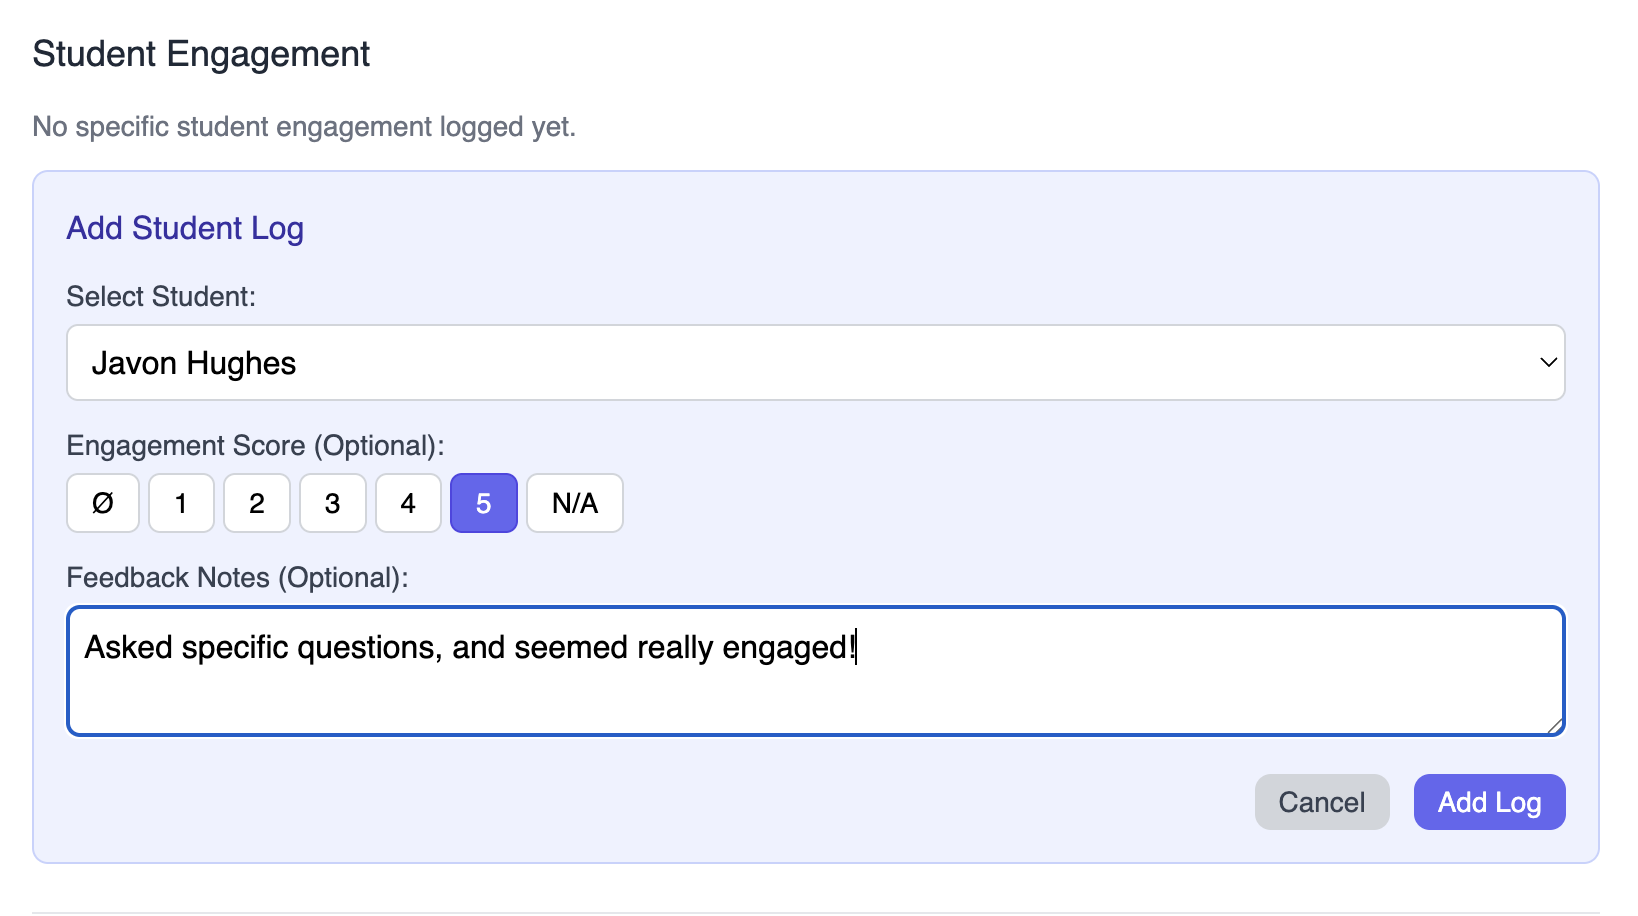 Student Engagement
No specific student engagement logged yet.
Add Student Log
Select Student:
Javon Hughes
Engagement Score (Optional):
Ø 1 2 3 4 5 N/A
Feedback Notes (Optional):
Asked specific questions, and seemed really engaged!
Cancel Add Log